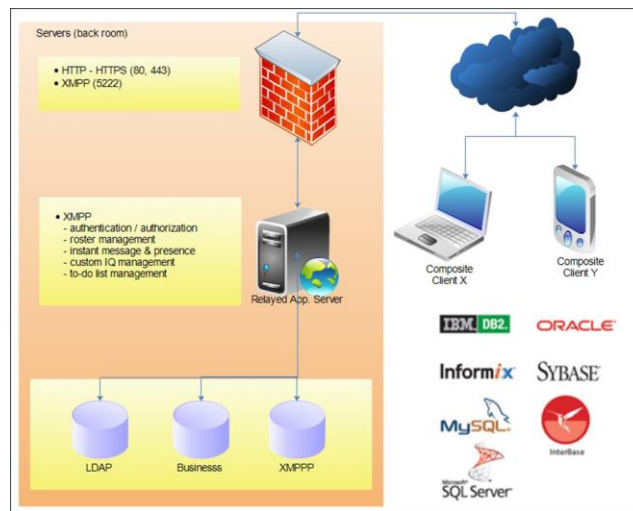 Servers (back room)
• HTTP - HTTPS (80, 443)
• XMPP (5222)
• XMPP
- authentication / authorization
- roster management
- instant message & presence
- custom IQ management
- to-do list management
Relayed App. Server
LDAP
Businesss
XMPPP
Composite
Client X
Composite
Client Y
IBM. DB2.
ORACLE
Informix
SYBASE
MySQL
InterBase
Microsoft
SQL Server